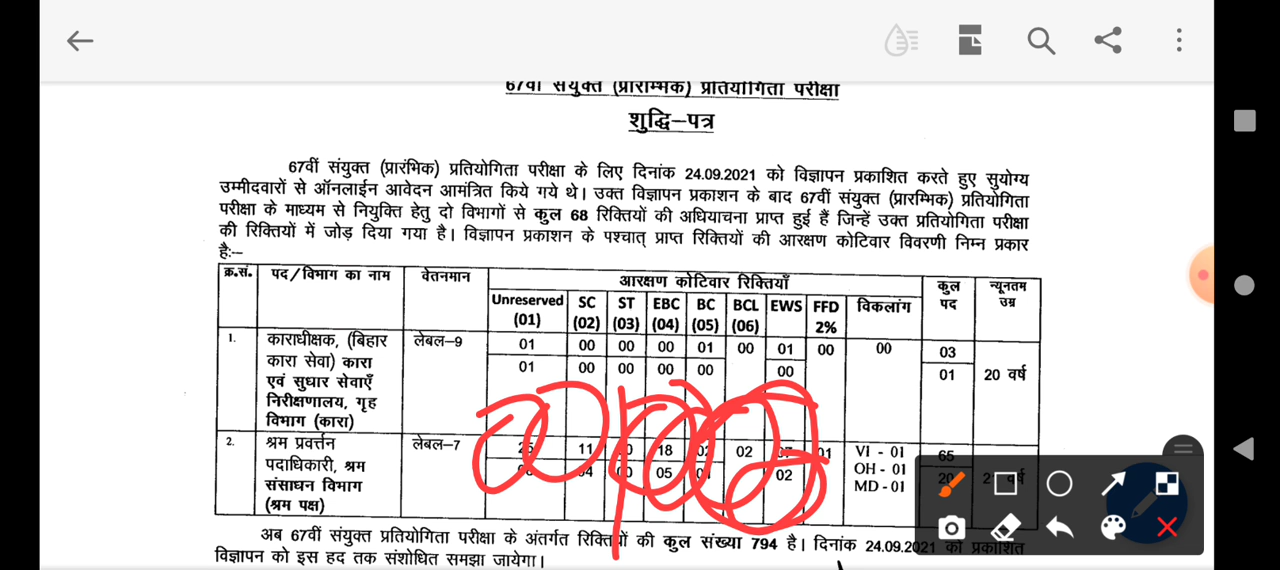 67वीं संयुक्त (प्रारम्भिक) प्रतियोगिता परीक्षा
शुद्धि–पत्र
67वीं संयुक्त (प्रारंभिक) प्रतियोगिता परीक्षा के लिए दिनांक 24.09.2021 को विज्ञापन प्रकाशित करते हुए सुयोग्य
उम्मीदवारों से ऑनलाईन आवेदन आमंत्रित किये गये थे। उक्त विज्ञापन प्रकाशन के बाद 67वीं संयुक्त (प्रारम्भिक) प्रतियोगिता
परीक्षा के माध्यम से नियुक्ति हेतु दो विभागों से कुल 68 रिक्तियों की अधियाचना प्राप्त हुई हैं जिन्हें उक्त प्रतियोगिता परीक्षा
की रिक्तियों में जोड़ दिया गया है। विज्ञापन प्रकाशन के पश्चात् प्राप्त रिक्तियों की आरक्षण कोटिवार विवरणी निम्न प्रकार
है:–
क्र.सं. पद/विभाग का नाम वेतनमान आरक्षण कोटिवार रिक्तियाँ कुल पद न्यूनतम उम्र
Unreserved (01) SC (02) ST (03) EBC (04) BC (05) BCL (06) EWS FFD 2% विकलांग
1. काराधीक्षक, (बिहार लेबल–9 01 00 00 00 01 00 01 00 00 03
कारा सेवा) कारा 01 00 00 00 00 00 01 20 वर्ष
एवं सुधार सेवाएँ
निरीक्षणालय, गृह
विभाग (कारा)
2. श्रम प्रवर्त्तन लेबल–7 11 18 02 02 01 VI - 01 65
पदाधिकारी, श्रम 04 00 05 02 OH - 01 20 वर्ष
संसाधन विभाग MD - 01
(श्रम पक्ष)
अब 67वीं संयुक्त प्रतियोगिता परीक्षा के अंतर्गत रिक्तियों की कुल संख्या 794 है। दिनांक 24.09.2021 को प्रकाशित
विज्ञापन को इस हद तक संशोधित समझा जायेगा।